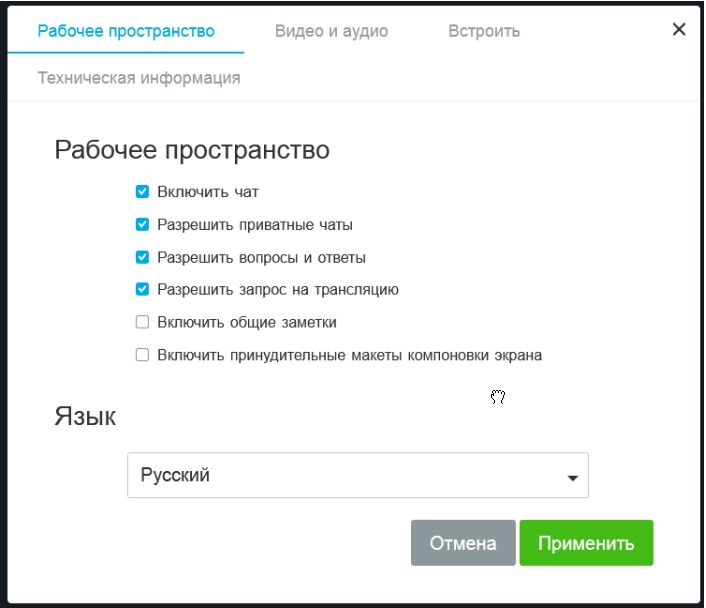 Рабочее пространство Видео и аудио Встроить
Техническая информация
Рабочее пространство
Включить чат
Разрешить приватные чаты
Разрешить вопросы и ответы
Разрешить запрос на трансляцию
Включить общие заметки
Включить принудительные макеты компоновки экрана
Язык
Русский
Отмена Применить